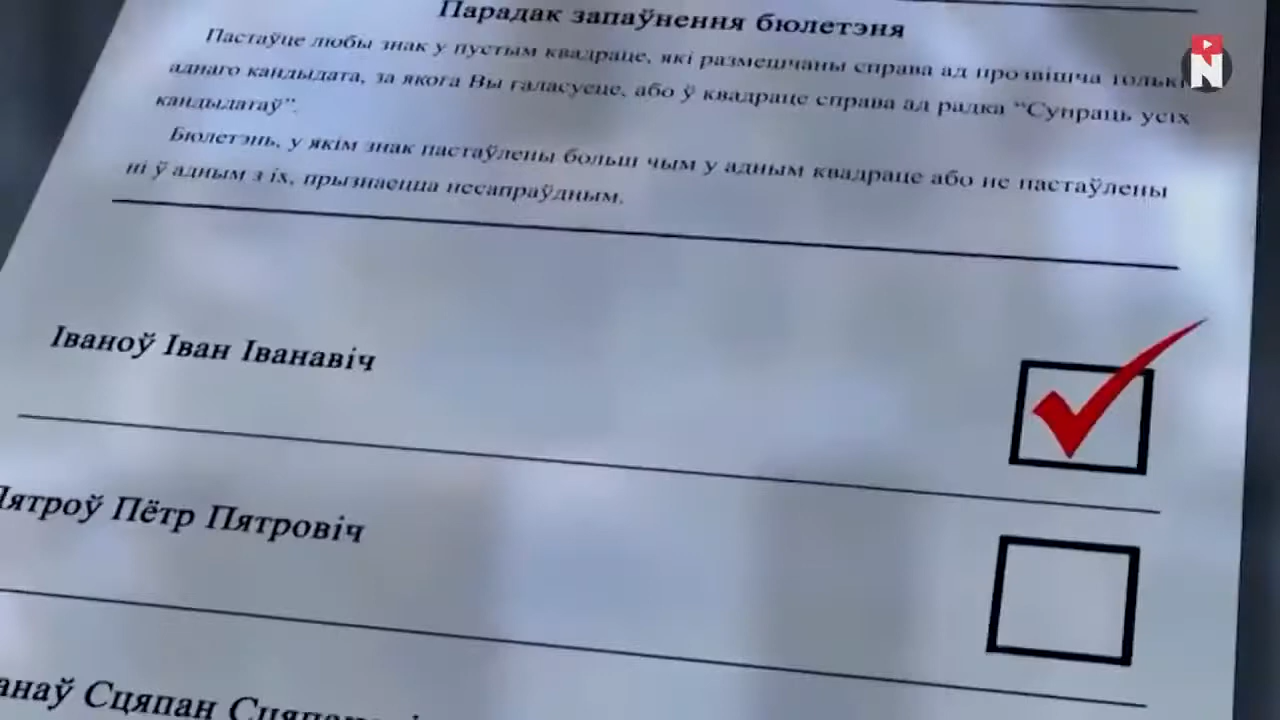 Парадак запаўнення бюлетэня
Пастаўце любы знак у пустым квадраце, які размешчаны справа ад прозвішча толькі
аднаго кандыдата, за якога Вы галасуеце, або ў квадраце справа ад радка “Супраць усіх
кандыдатаў”.
Бюлетэнь, у якім знак пастаўлены больш чым у адным квадраце або не пастаўлены
ні ў адным з іх, прызнаецца несапраўдным.
Іваноў Іван Іванавіч
Пятроў Пётр Пятровіч
Сцяпан
N